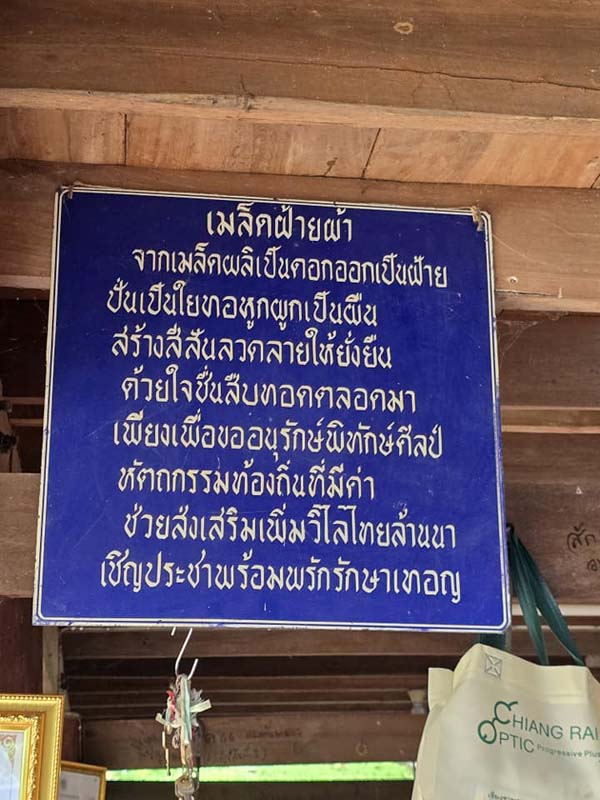 เมล็ดฝ้ายผ้า
จากเมล็ดผลิเป็นดอกออกเป็นฝ้าย
ปั่นเป็นใยทอหูกผูกเป็นผืน
สร้างสีสันลวดลายให้ยั่งยืน
ด้วยใจชื่นสืบทอดตลอดมา
เพียงเพื่อขออนุรักษ์พิทักษ์ศิลป์
หัตถกรรมท้องถิ่นที่มีค่า
ช่วยส่งเสริมเพิ่มวิไลไทยล้านนา
เชิญประชาพร้อมพรักรักษาเทอญ
CHIANG RAI
OPTIC Progressive Plus